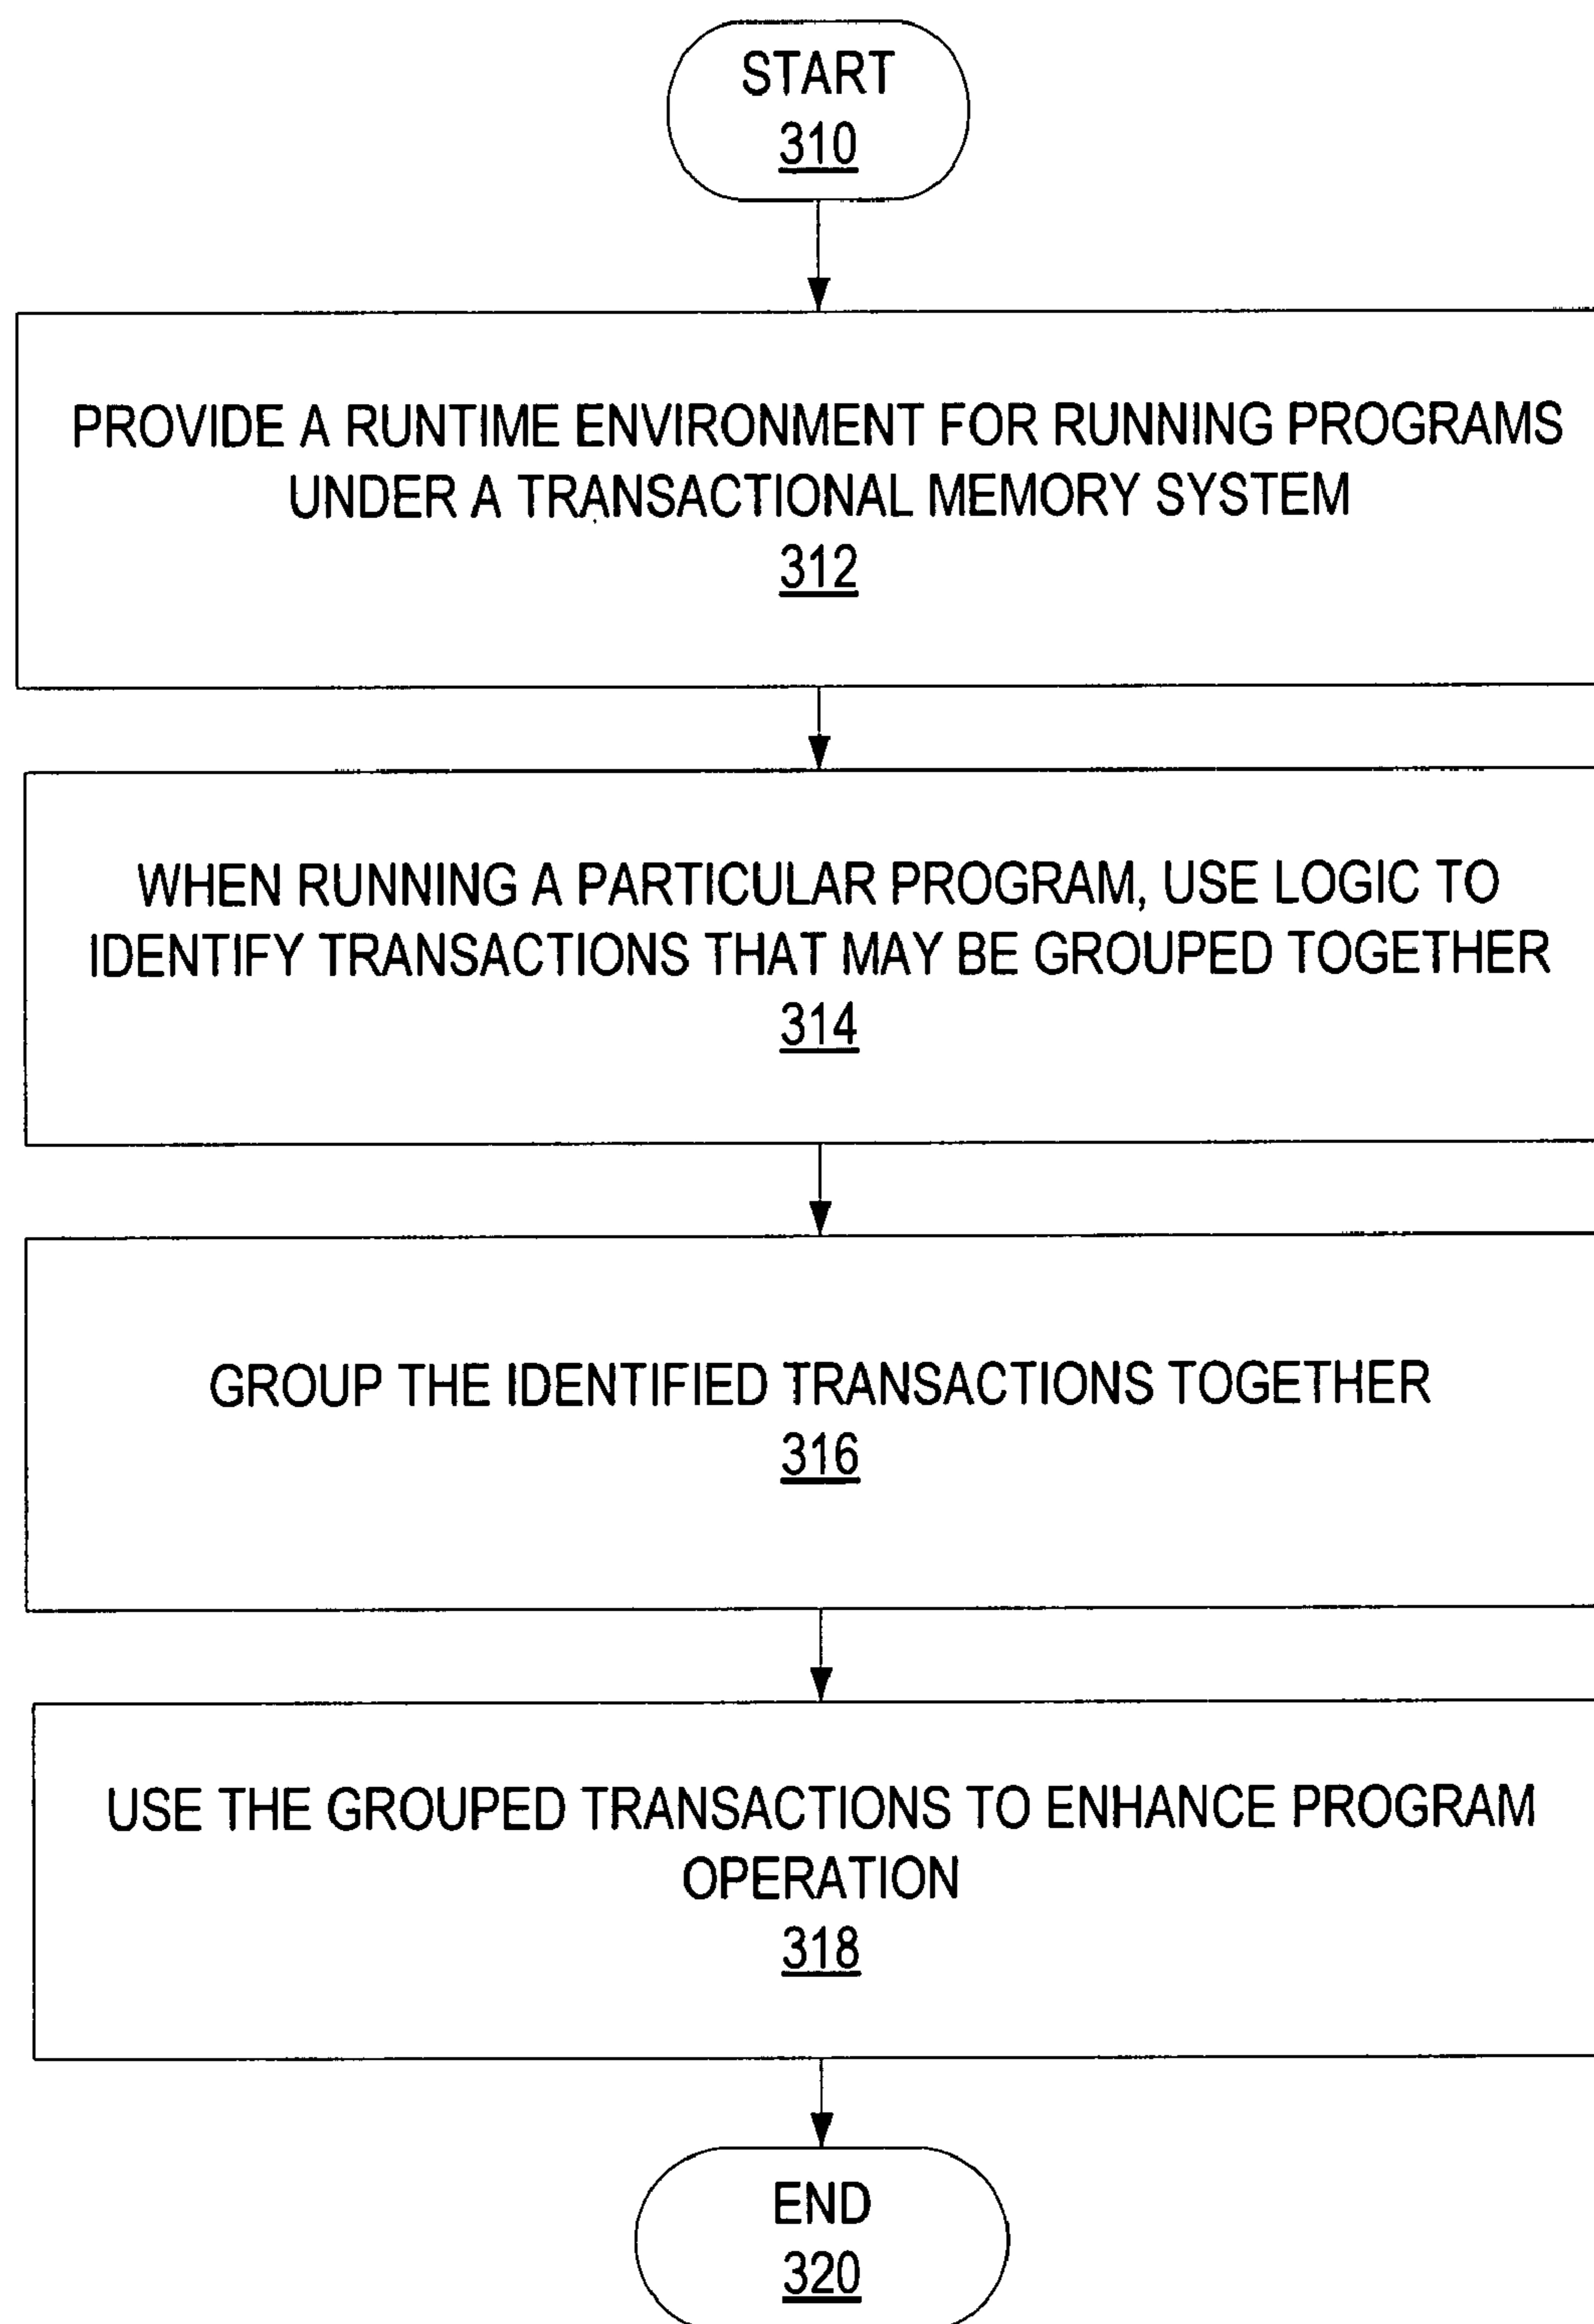 START
310
PROVIDE A RUNTIME ENVIRONMENT FOR RUNNING PROGRAMS
UNDER A TRANSACTIONAL MEMORY SYSTEM
312
WHEN RUNNING A PARTICULAR PROGRAM, USE LOGIC TO
IDENTIFY TRANSACTIONS THAT MAY BE GROUPED TOGETHER
314
GROUP THE IDENTIFIED TRANSACTIONS TOGETHER
316
USE THE GROUPED TRANSACTIONS TO ENHANCE PROGRAM
OPERATION
318
END
320